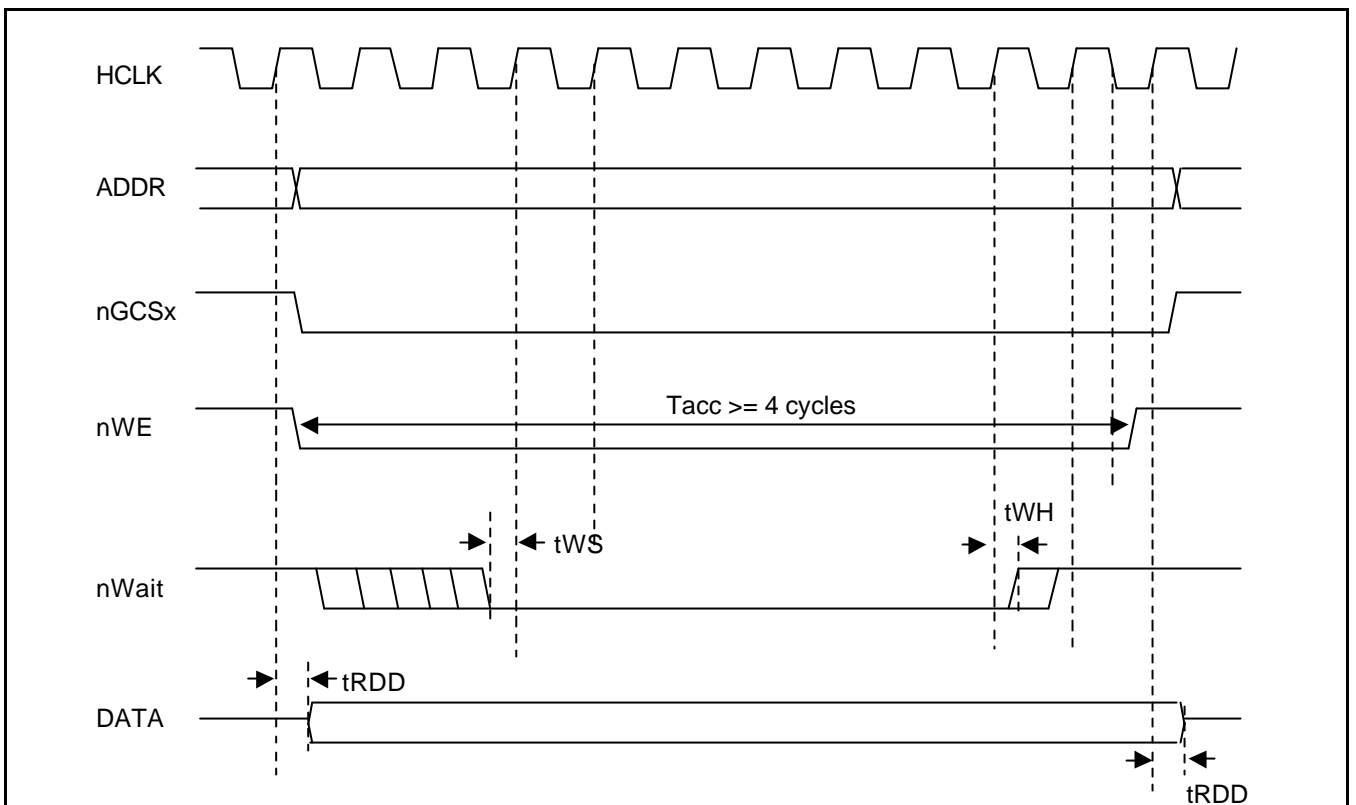 HCLK
ADDR
nGCSx
Tacc >= 4 cycles
nWE
tWH
tWS
nWait
tRDD
DATA
tRDD